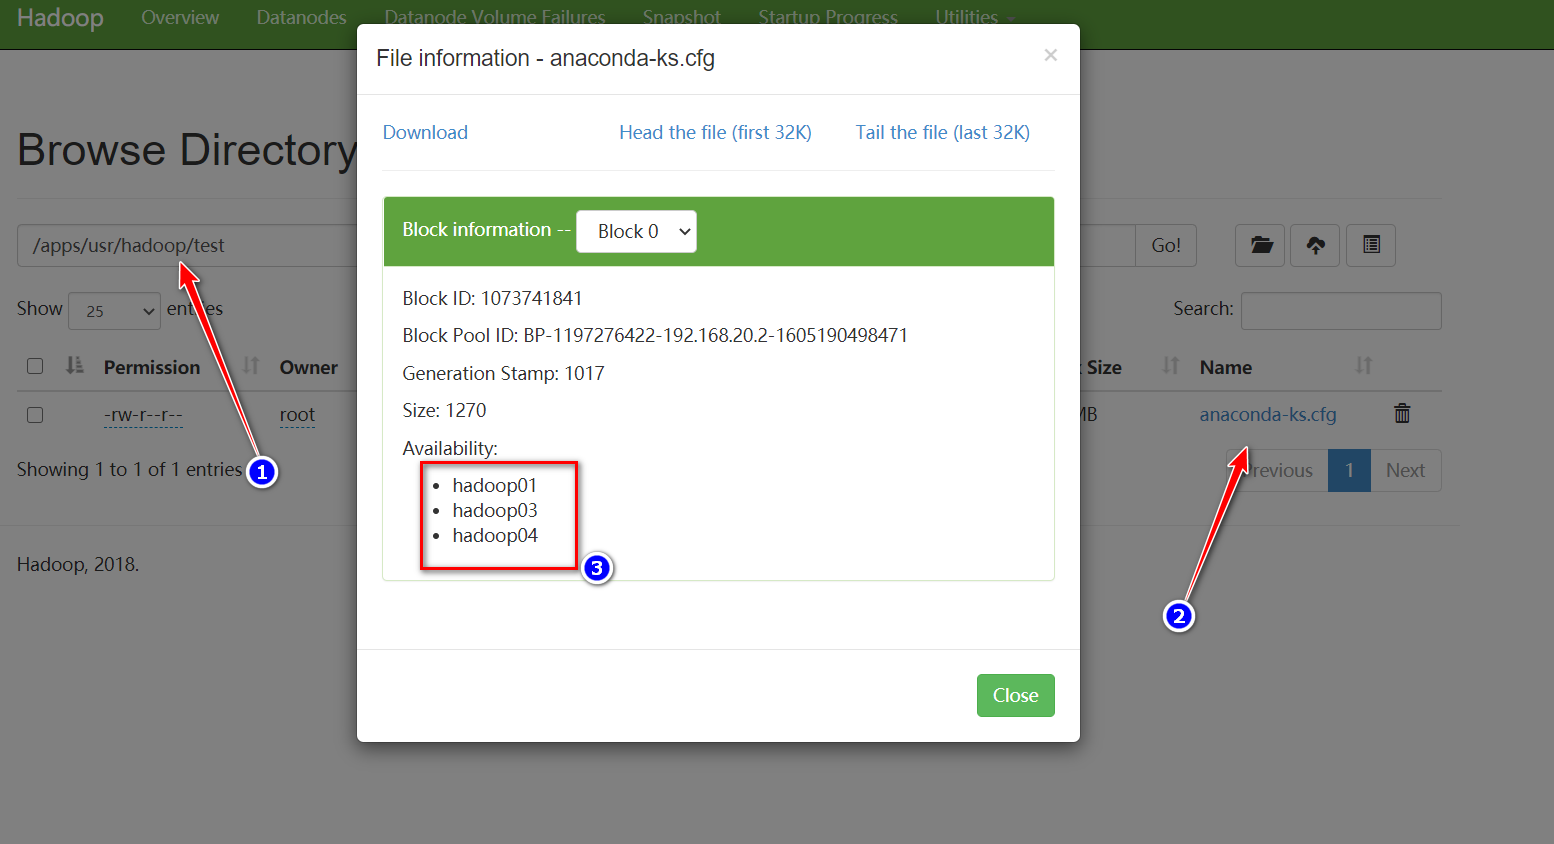 Hadoop Overview Datanodes Datanode Volume Failures Snapshot Startup Progress Utilities
File information - anaconda-ks.cfg ×
Download Head the file (first 32K) Tail the file (last 32K)
Browse Directory
Block information -- Block 0
/apps/usr/hadoop/test Go!
Block ID: 1073741841
Show 25 entries Search:
Block Pool ID: BP-1197276422-192.168.20.2-1605190498471
Permission Owner Size Name
Generation Stamp: 1017
Size: 1270
-rw-r--r-- root MB anaconda-ks.cfg
Availability:
Showing 1 to 1 of 1 entries 1 Previous 1 Next
hadoop01
hadoop03
hadoop04
3
Hadoop, 2018.
2
Close